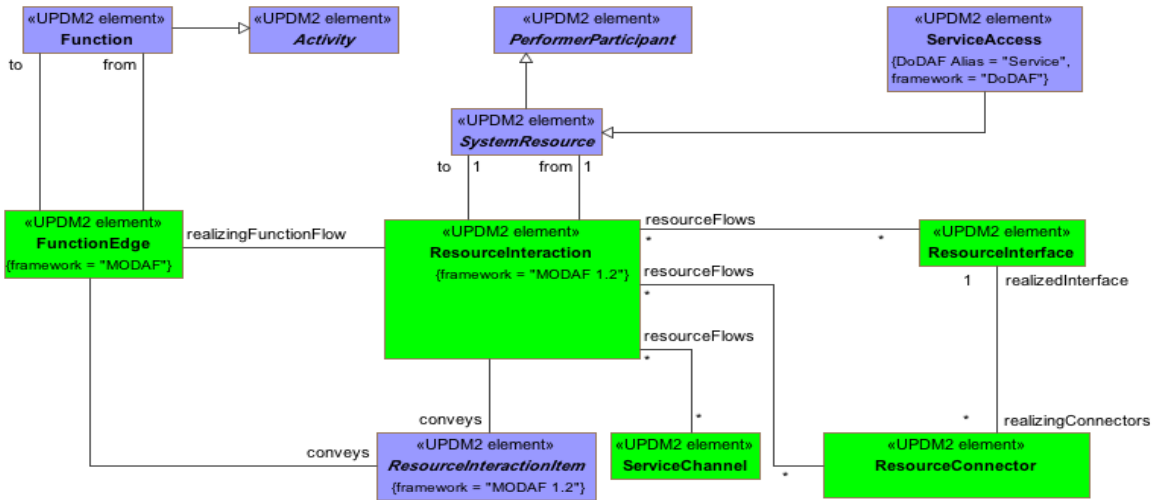 «UPDM2 element»
Function
«UPDM2 element»
Activity
«UPDM2 element»
PerformerParticipant
«UPDM2 element»
ServiceAccess
{DoDAF Alias = "Service",
framework = "DoDAF"}
to
from
«UPDM2 element»
SystemResource
to
1
from
1
«UPDM2 element»
FunctionEdge
{framework = "MODAF"}
realizingFunctionFlow
«UPDM2 element»
ResourceInteraction
{framework = "MODAF 1.2"}
resourceFlows
*
*
«UPDM2 element»
ResourceInterface
resourceFlows
*
1
realizedInterface
resourceFlows
*
conveys
*
*
realizingConnectors
conveys
«UPDM2 element»
ResourceInteractionItem
{framework = "MODAF 1.2"}
«UPDM2 element»
ServiceChannel
*
«UPDM2 element»
ResourceConnector